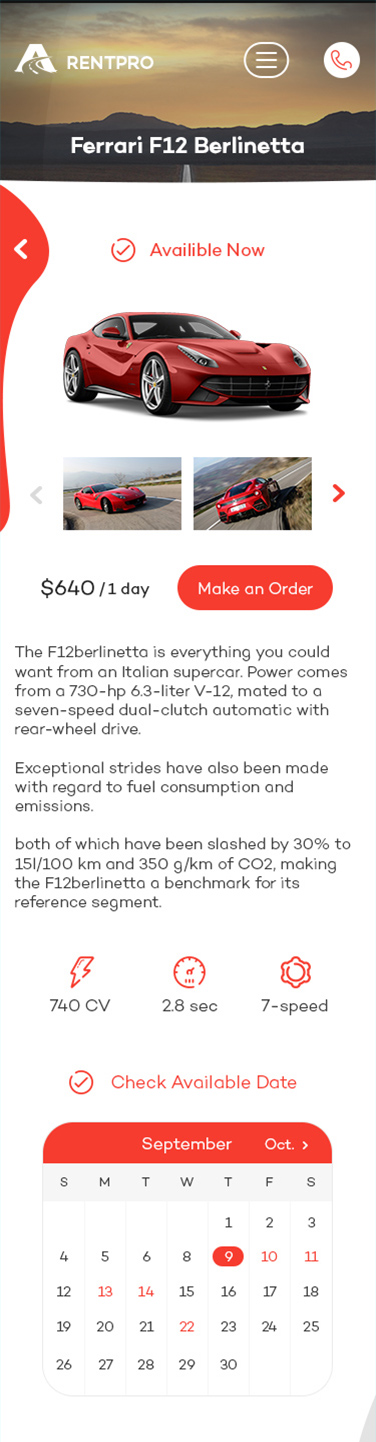 RENTPRO
Ferrari F12 Berlinetta
Availible Now
$640 / 1 day
Make an Order
The F12berlinetta is everything you could
want from an Italian supercar. Power comes
from a 730-hp 6.3-liter V-12, mated to a
seven-speed dual-clutch automatic with
rear-wheel drive.
Exceptional strides have also been made
with regard to fuel consumption and
emissions.
both of which have been slashed by 30% to
15l/100 km and 350 g/km of CO2, making
the F12berlinetta a benchmark for its
reference segment.
740 CV 2.8 sec 7-speed
Check Available Date
September Oct. >
S M T W T F S
1 2 3
4 5 6 8 9 10 11
12 13 14 15 16 17 18
19 20 21 22 23 24 25
26 27 28 29 30